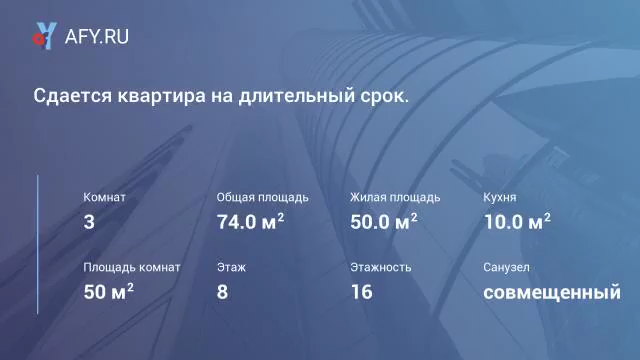 AFY.RU
Сдается квартира на длительный срок.
Комнат Общая площадь Жилая площадь Кухня
3 74.0 м² 50.0 м² 10.0 м²
Площадь комнат Этаж Этажность Санузел
50 м² 8 16 совмещенный